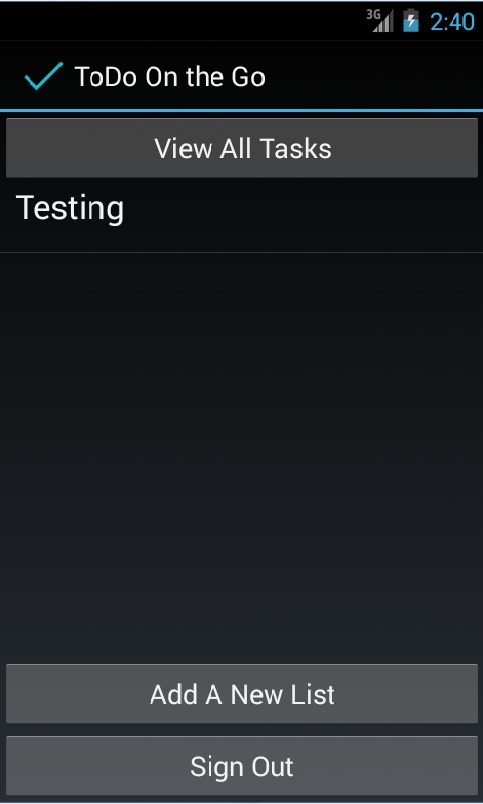 3G 2:40
ToDo On the Go
View All Tasks
Testing
Add A New List
Sign Out